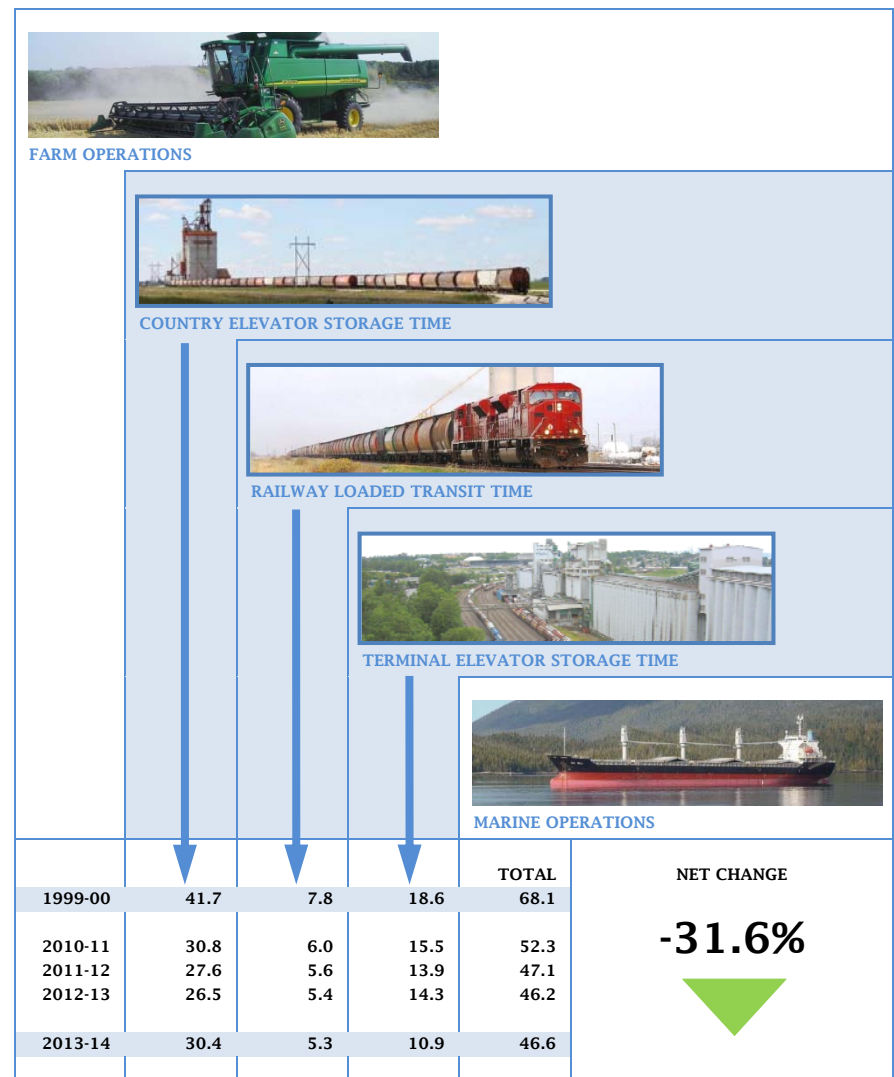 FARM OPERATIONS
COUNTRY ELEVATOR STORAGE TIME
RAILWAY LOADED TRANSIT TIME
TERMINAL ELEVATOR STORAGE TIME
MARINE OPERATIONS
TOTAL NET CHANGE
1999-00 41.7 7.8 18.6 68.1
-31.6%
2010-11 30.8 6.0 15.5 52.3
2011-12 27.6 5.6 13.9 47.1
2012-13 26.5 5.4 14.3 46.2
2013-14 30.4 5.3 10.9 46.6